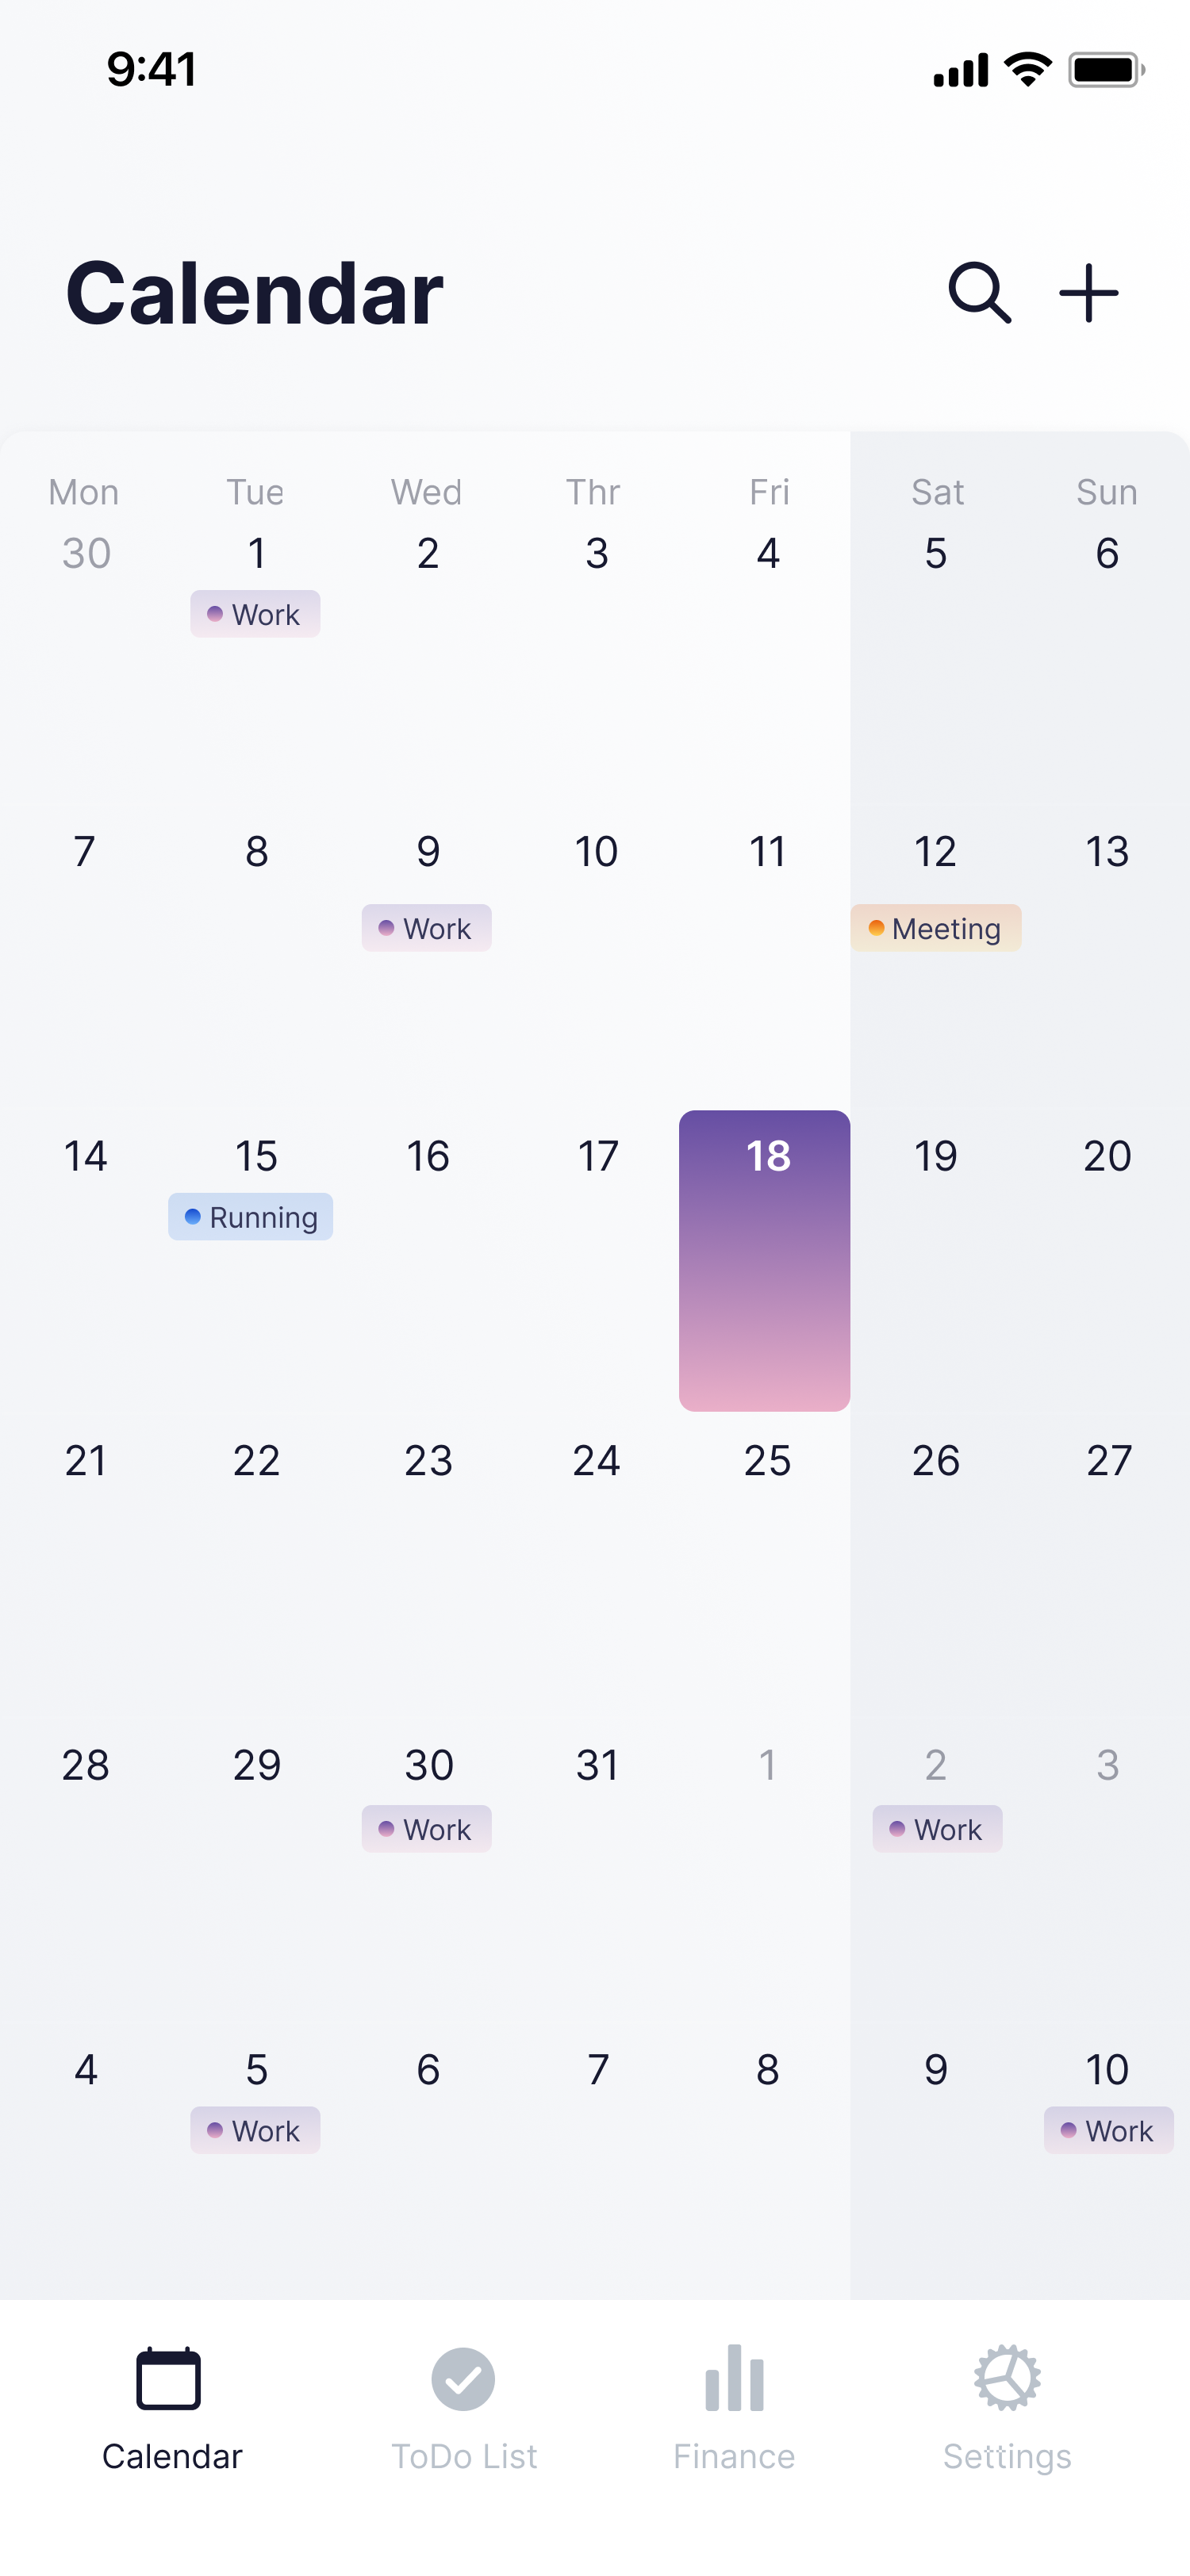 9:41
Calendar
Mon Tue Wed Thr Fri Sat Sun
30 1 2 3 4 5 6
Work
7 8 9 10 11 12 13
Work Meeting
14 15 16 17 18 19 20
Running
21 22 23 24 25 26 27
28 29 30 31 1 2 3
Work Work
4 5 6 7 8 9 10
Work Work
Calendar ToDo List Finance Settings